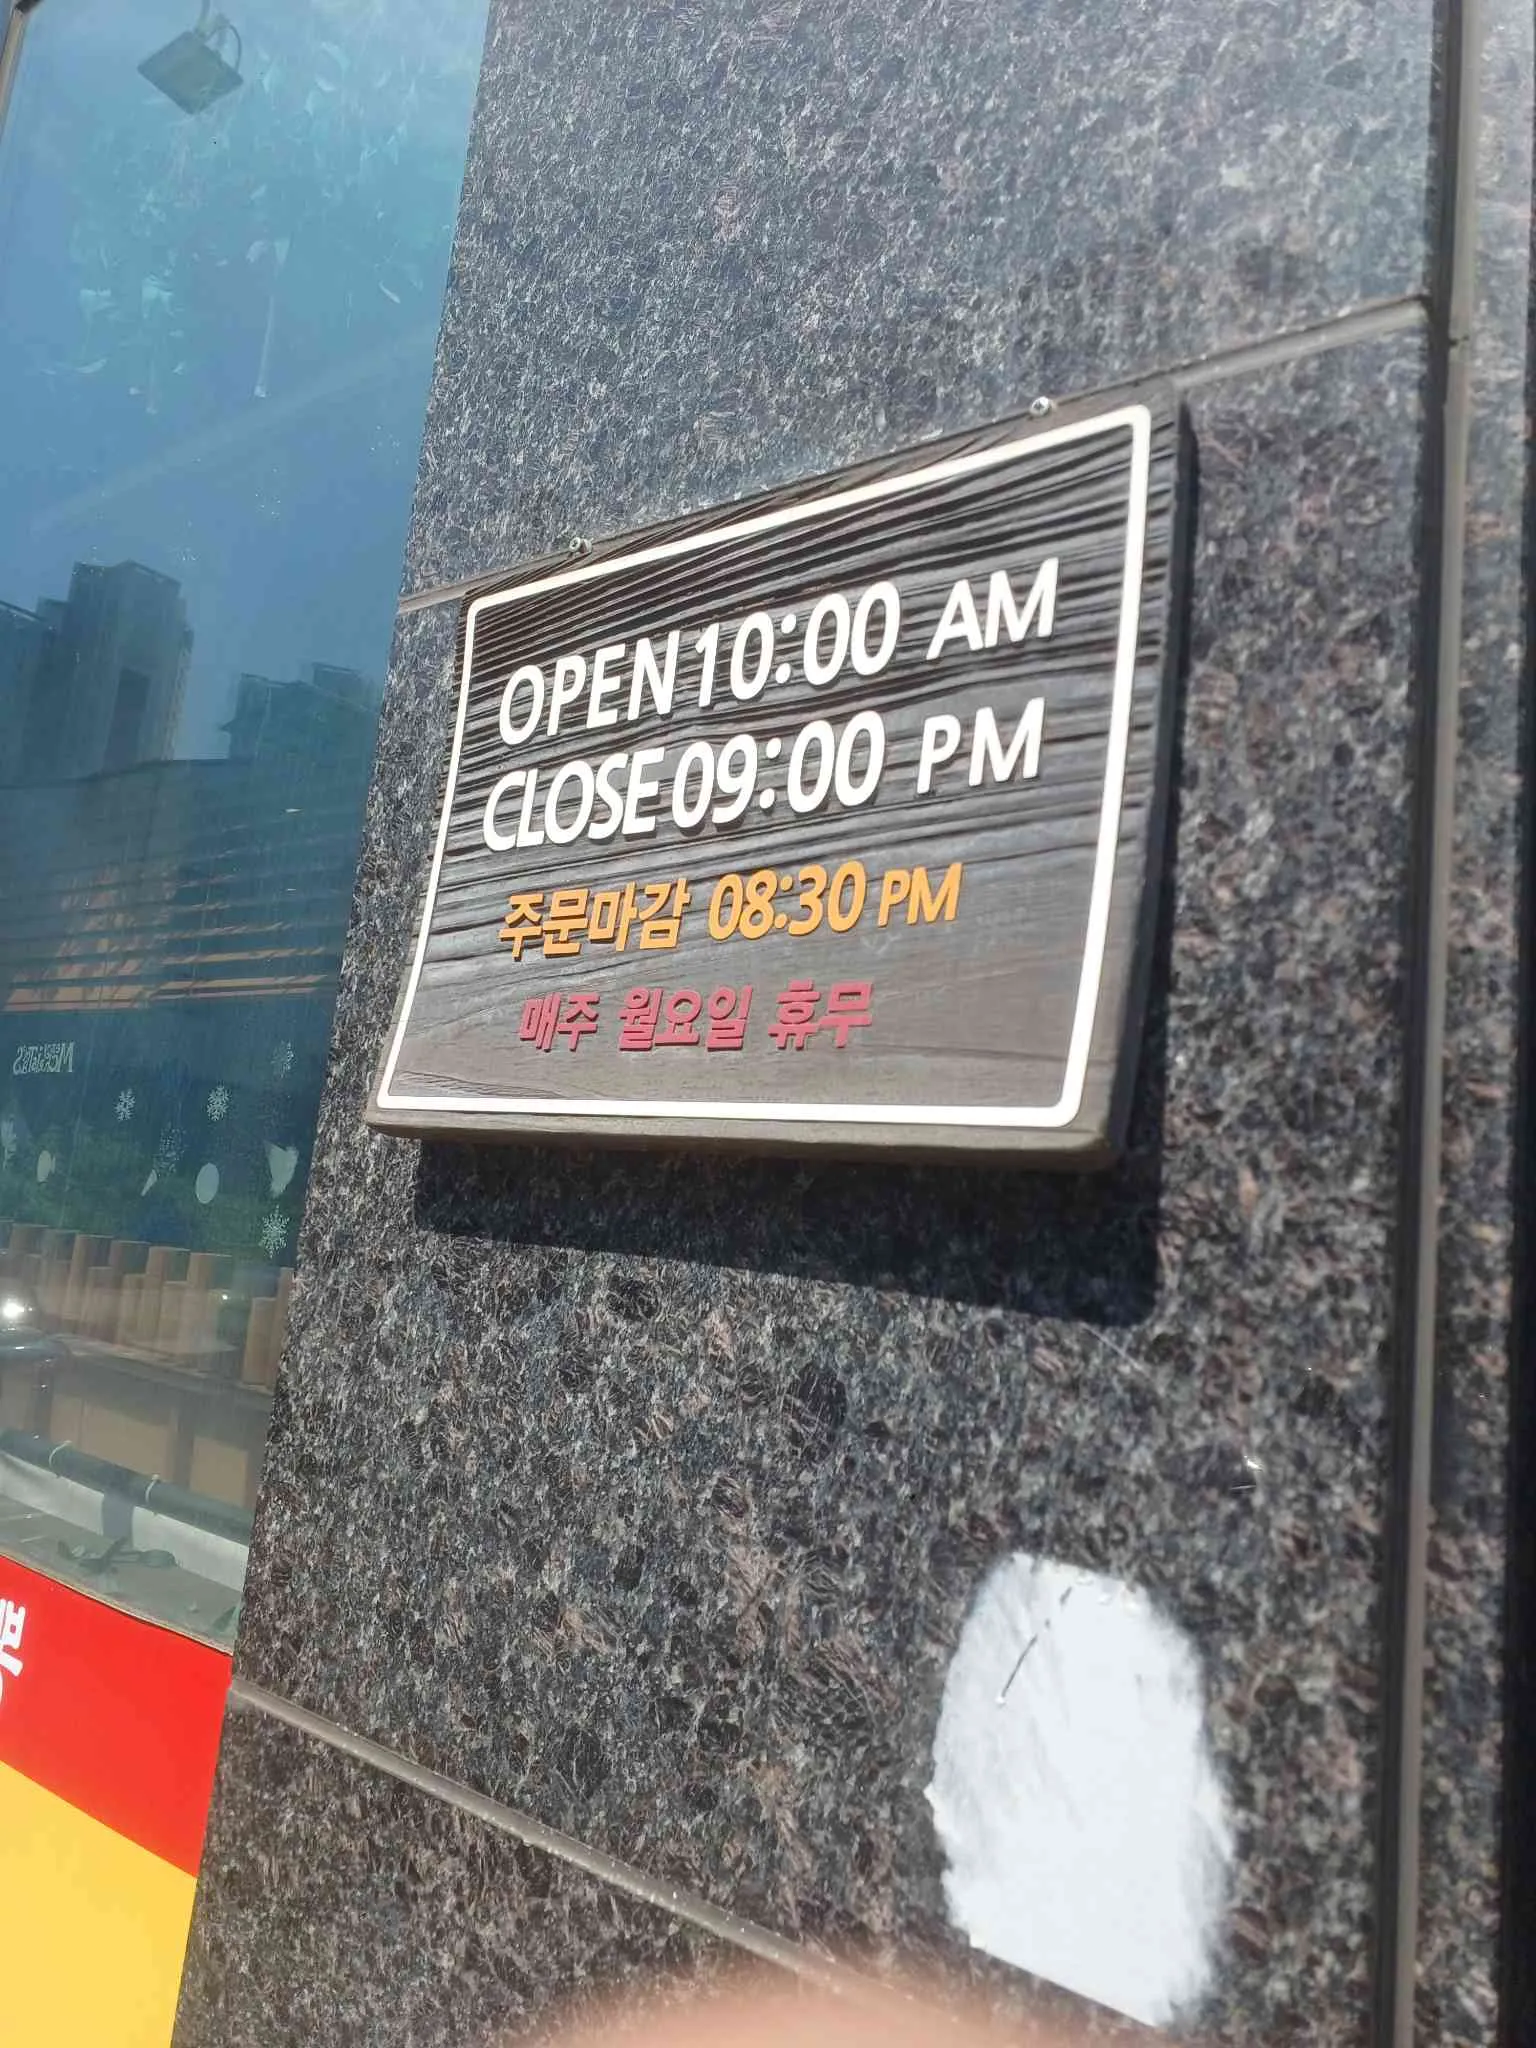 OPEN 10:00 AM
CLOSE 09:00 PM
주문마감 08:30 PM
매주 월요일 휴무